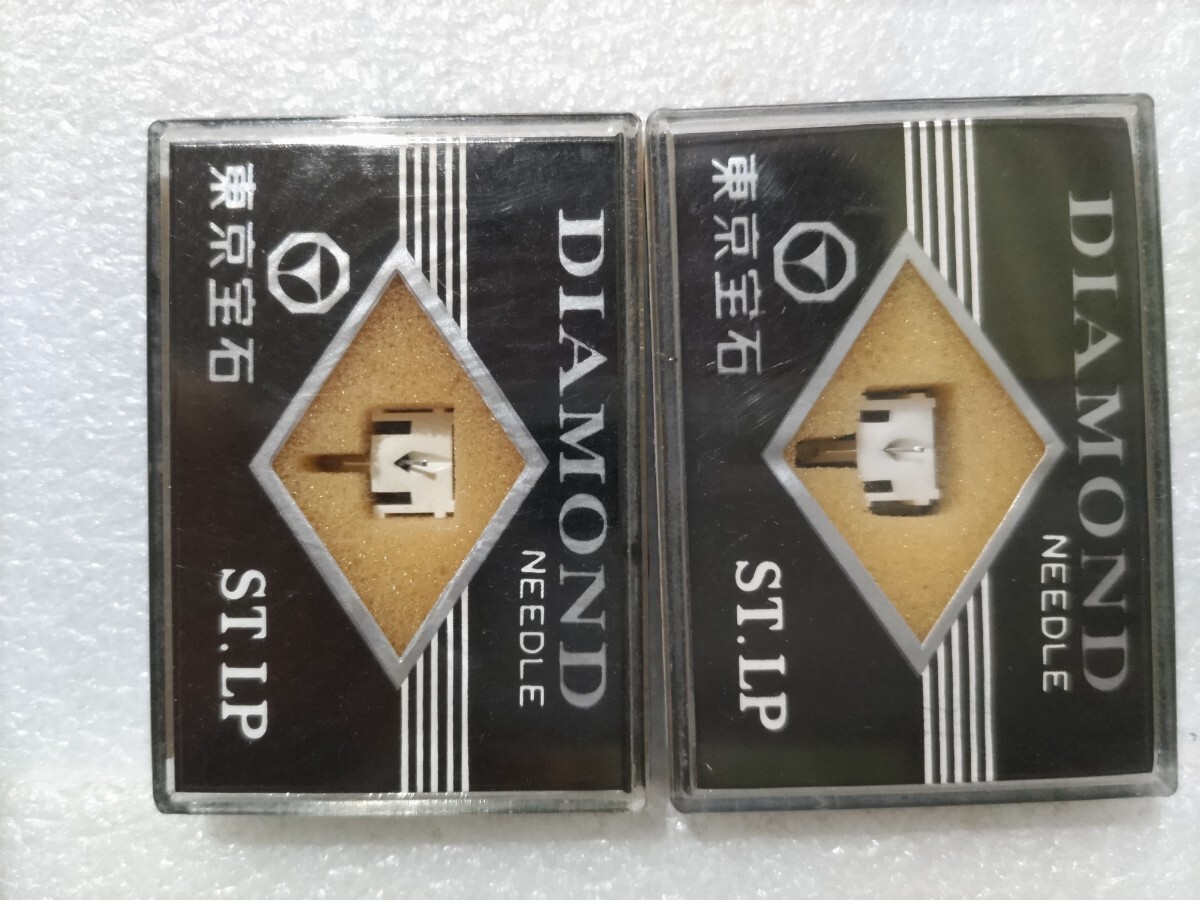 DIAMOND
NEEDLE
東京宝石
ST.LP
DIAMOND
NEEDLE
東京宝石
ST.LP